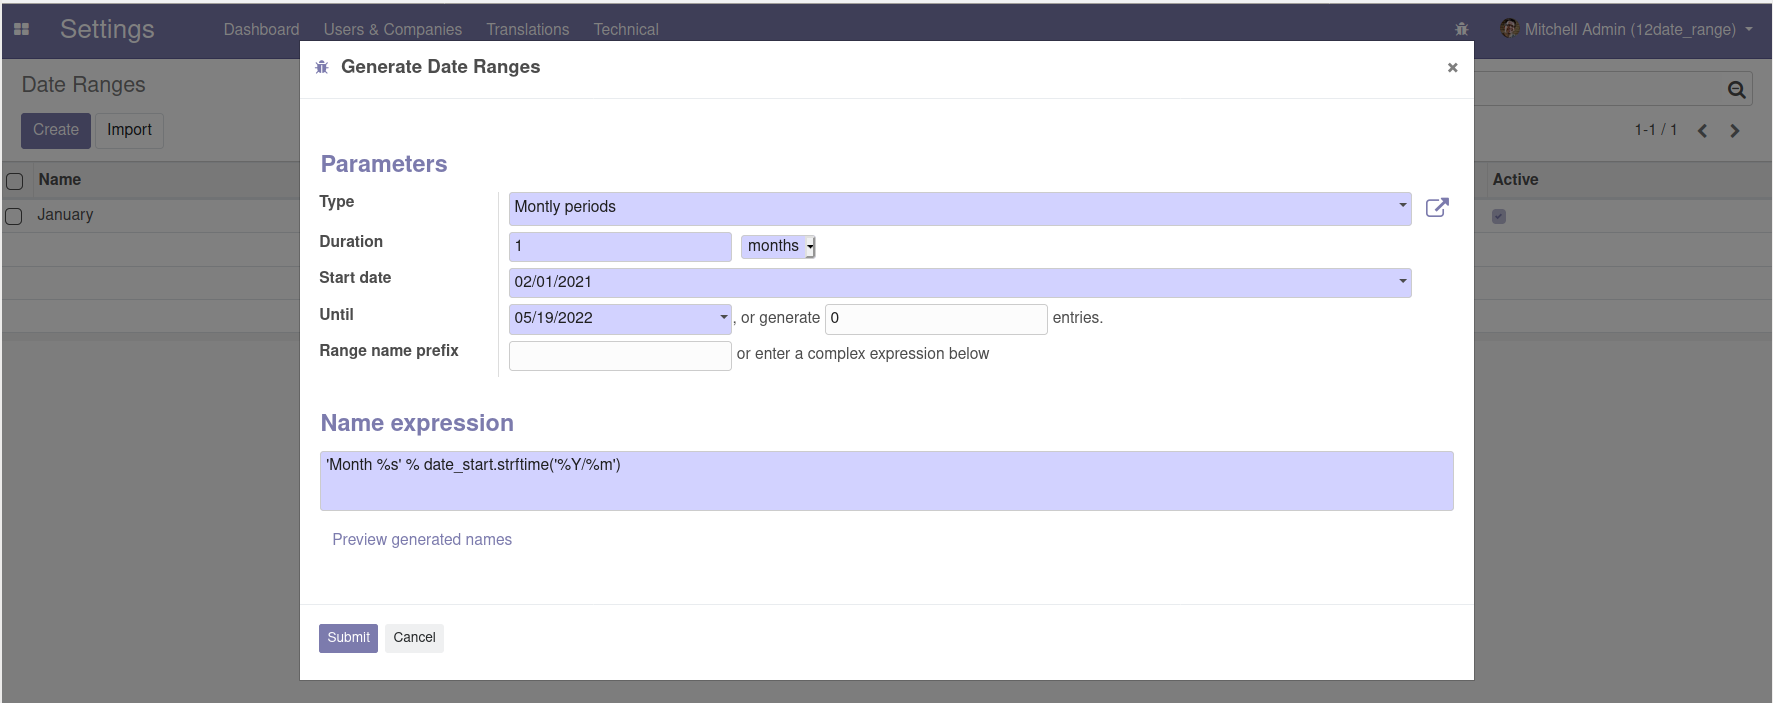 Settings Dashboard Users & Companies Translations Technical Mitchell Admin (12date_range)
Generate Date Ranges ×
Date Ranges
Create Import 1-1 / 1
Name Active
January
Parameters
Type Montly periods
Duration 1 months
Start date 02/01/2021
Until 05/19/2022 , or generate 0 entries.
Range name prefix or enter a complex expression below
Name expression
'Month %s' % date_start.strftime('%Y/%m')
Preview generated names
Submit Cancel